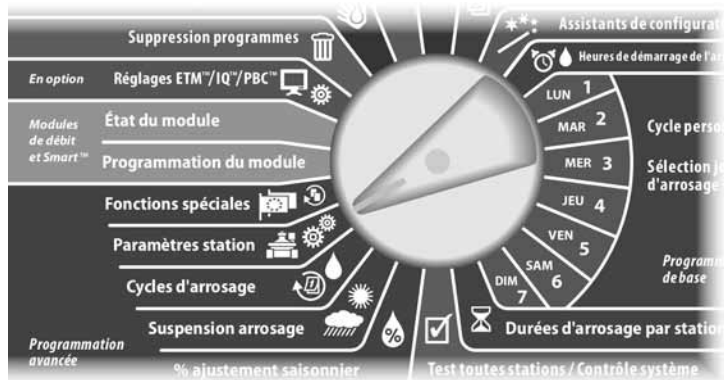 Suppression programmes
En option
Réglages ETM™/IQ™/PBC™
Modules
de débit
et Smart™
État du module
Programmation du module
Fonctions spéciales
Paramètres station
Cycles d'arrosage
Suspension arrosage
Programmation
avancée
% ajustement saisonnier
%
Assistants de configurat
Heures de démarrage de l'ar
LUN 1
MAR 2
MER 3
JEU 4
VEN 5
SAM 6
DIM 7
Cycle perso
Sélection jo
d'arrosage
Programm
de base
Durées d'arrosage par station
Test toutes stations / Contrôle système